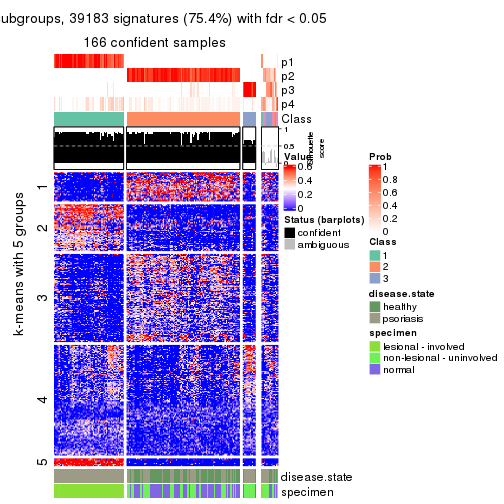 ubgroups, 39183 signatures (75.4%) with fdr < 0.05
166 confident samples
p1
p2
p3
p4
Class
1
0.5
0
Silhouette
score
k-means with 5 groups
1
2
3
4
5
Value
0.6
0.4
0.2
0
Status (barplots)
confident
ambiguous
Prob
1
0.8
0.6
0.4
0.2
0
Class
1
2
3
disease.state
healthy
psoriasis
specimen
lesional - involved
non-lesional - uninvolved
normal
disease.state
specimen